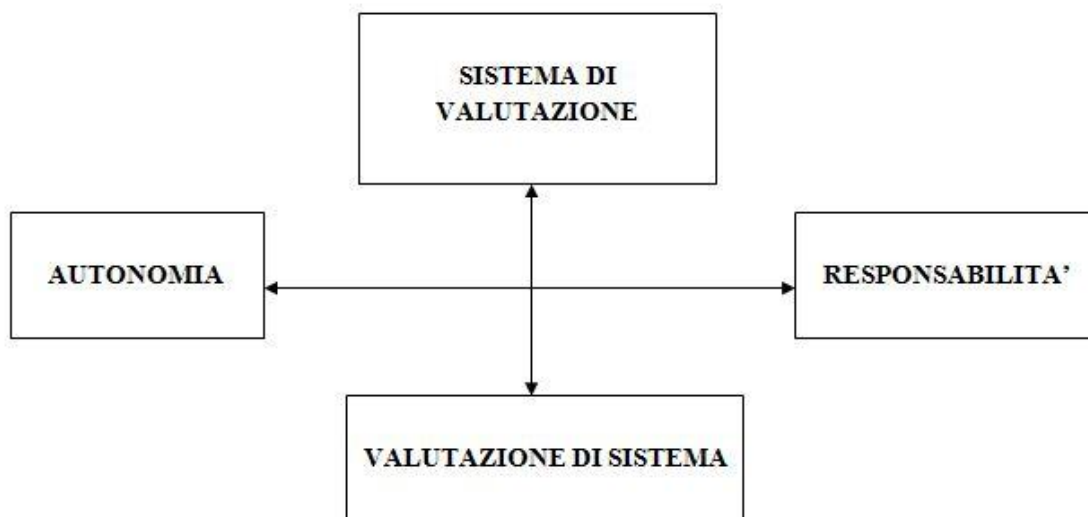 SISTEMA DI
VALUTAZIONE
AUTONOMIA
RESPONSABILITA’
VALUTAZIONE DI SISTEMA